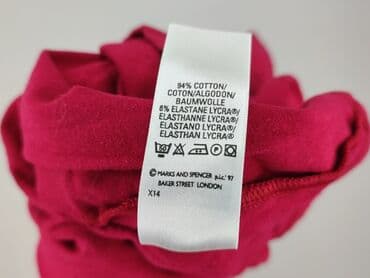 94% COTTON/
COTON/ALGODON/
BAUMWOLLE
6% ELASTANE LYCRA®/
ELASTHANNE LYCRA®/
ELASTANO LYCRA®/
ELASTHAN LYCRA®
© MARKS AND SPENCER p.l.c. '97
BAKER STREET LONDON
X14